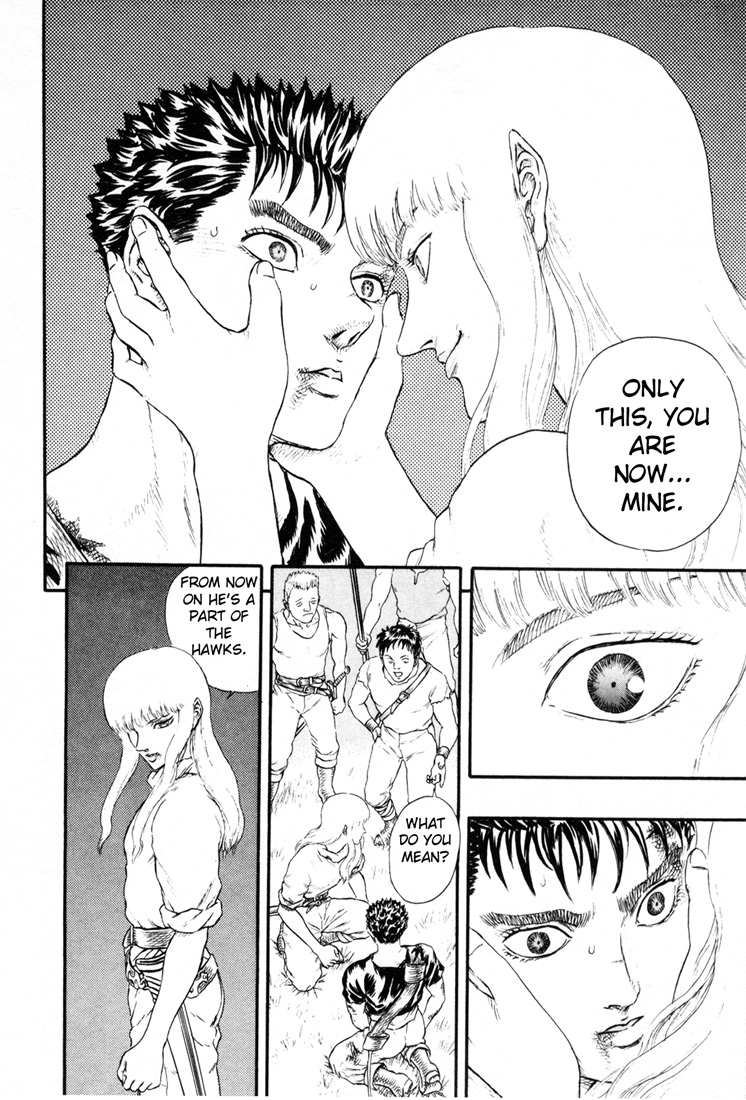 ONLY
THIS, YOU
ARE
NOW...
MINE.
WHAT
DO YOU
MEAN?
FROM NOW
ON HE'S A
PART OF
THE
HAWKS.